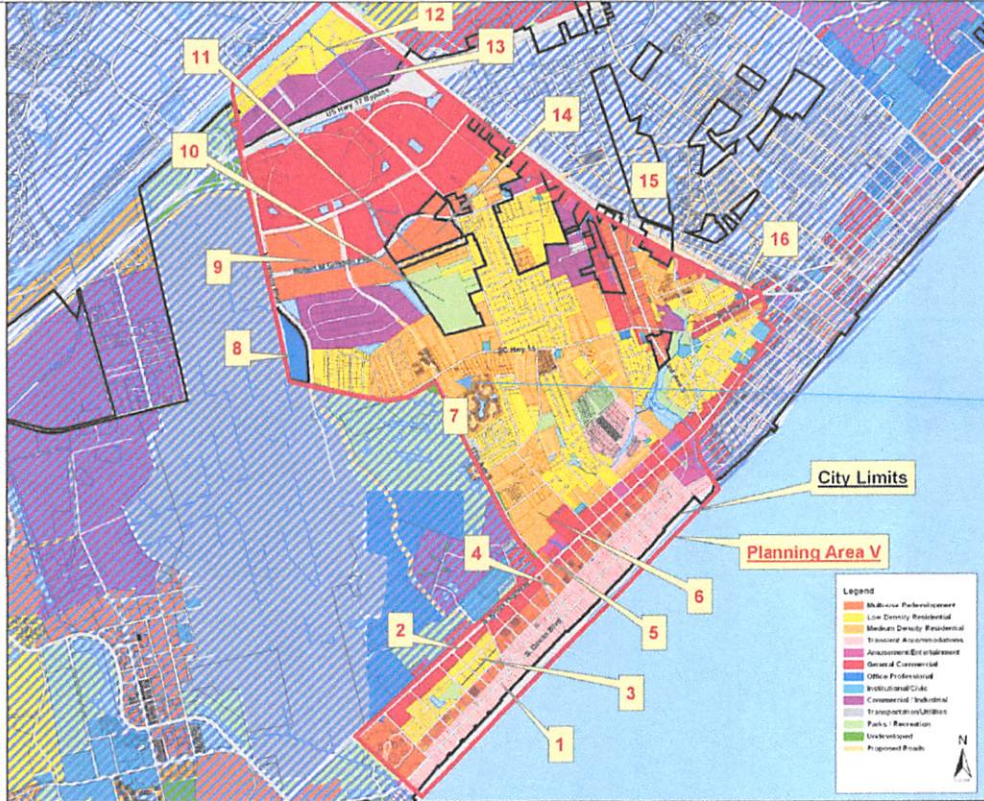 12
11
13
US Hwy 17 Bypass
14
10
15
16
9
8
SC Hwy 15
7
City Limits
Planning Area V
4
6
S. Ocean Blvd
5
2
3
1
Legend
Multi-use Redevelopment
Low Density Residential
Medium Density Residential
Transient Accommodations
Amusement/Entertainment
General Commercial
Office Professional
Institutional/Civic
Commercial / Industrial
Transportation/Utilities
Parks / Recreation
Undeveloped
Proposed Roads
N